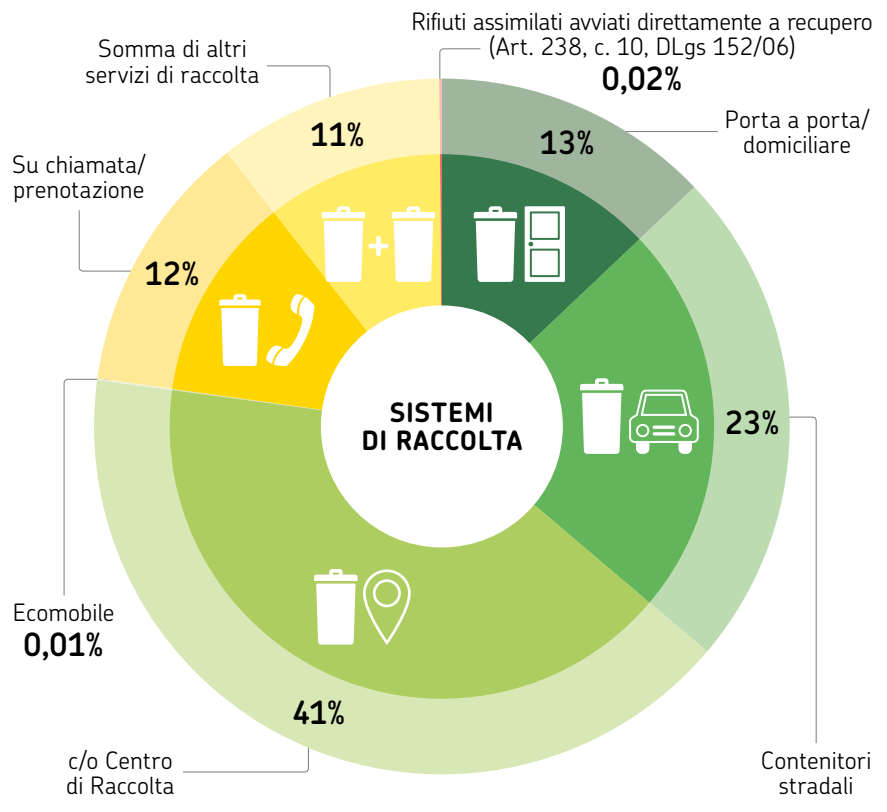 Rifiuti assimilati avviati direttamente a recupero
(Art. 238, c. 10, DLgs 152/06)
0,02%
Somma di altri
servizi di raccolta
11%
13%
Porta a porta/
domiciliare
Su chiamata/
prenotazione
12%
SISTEMI
DI RACCOLTA
23%
Ecomobile
0,01%
41%
c/o Centro
di Raccolta
Contenitori
stradali